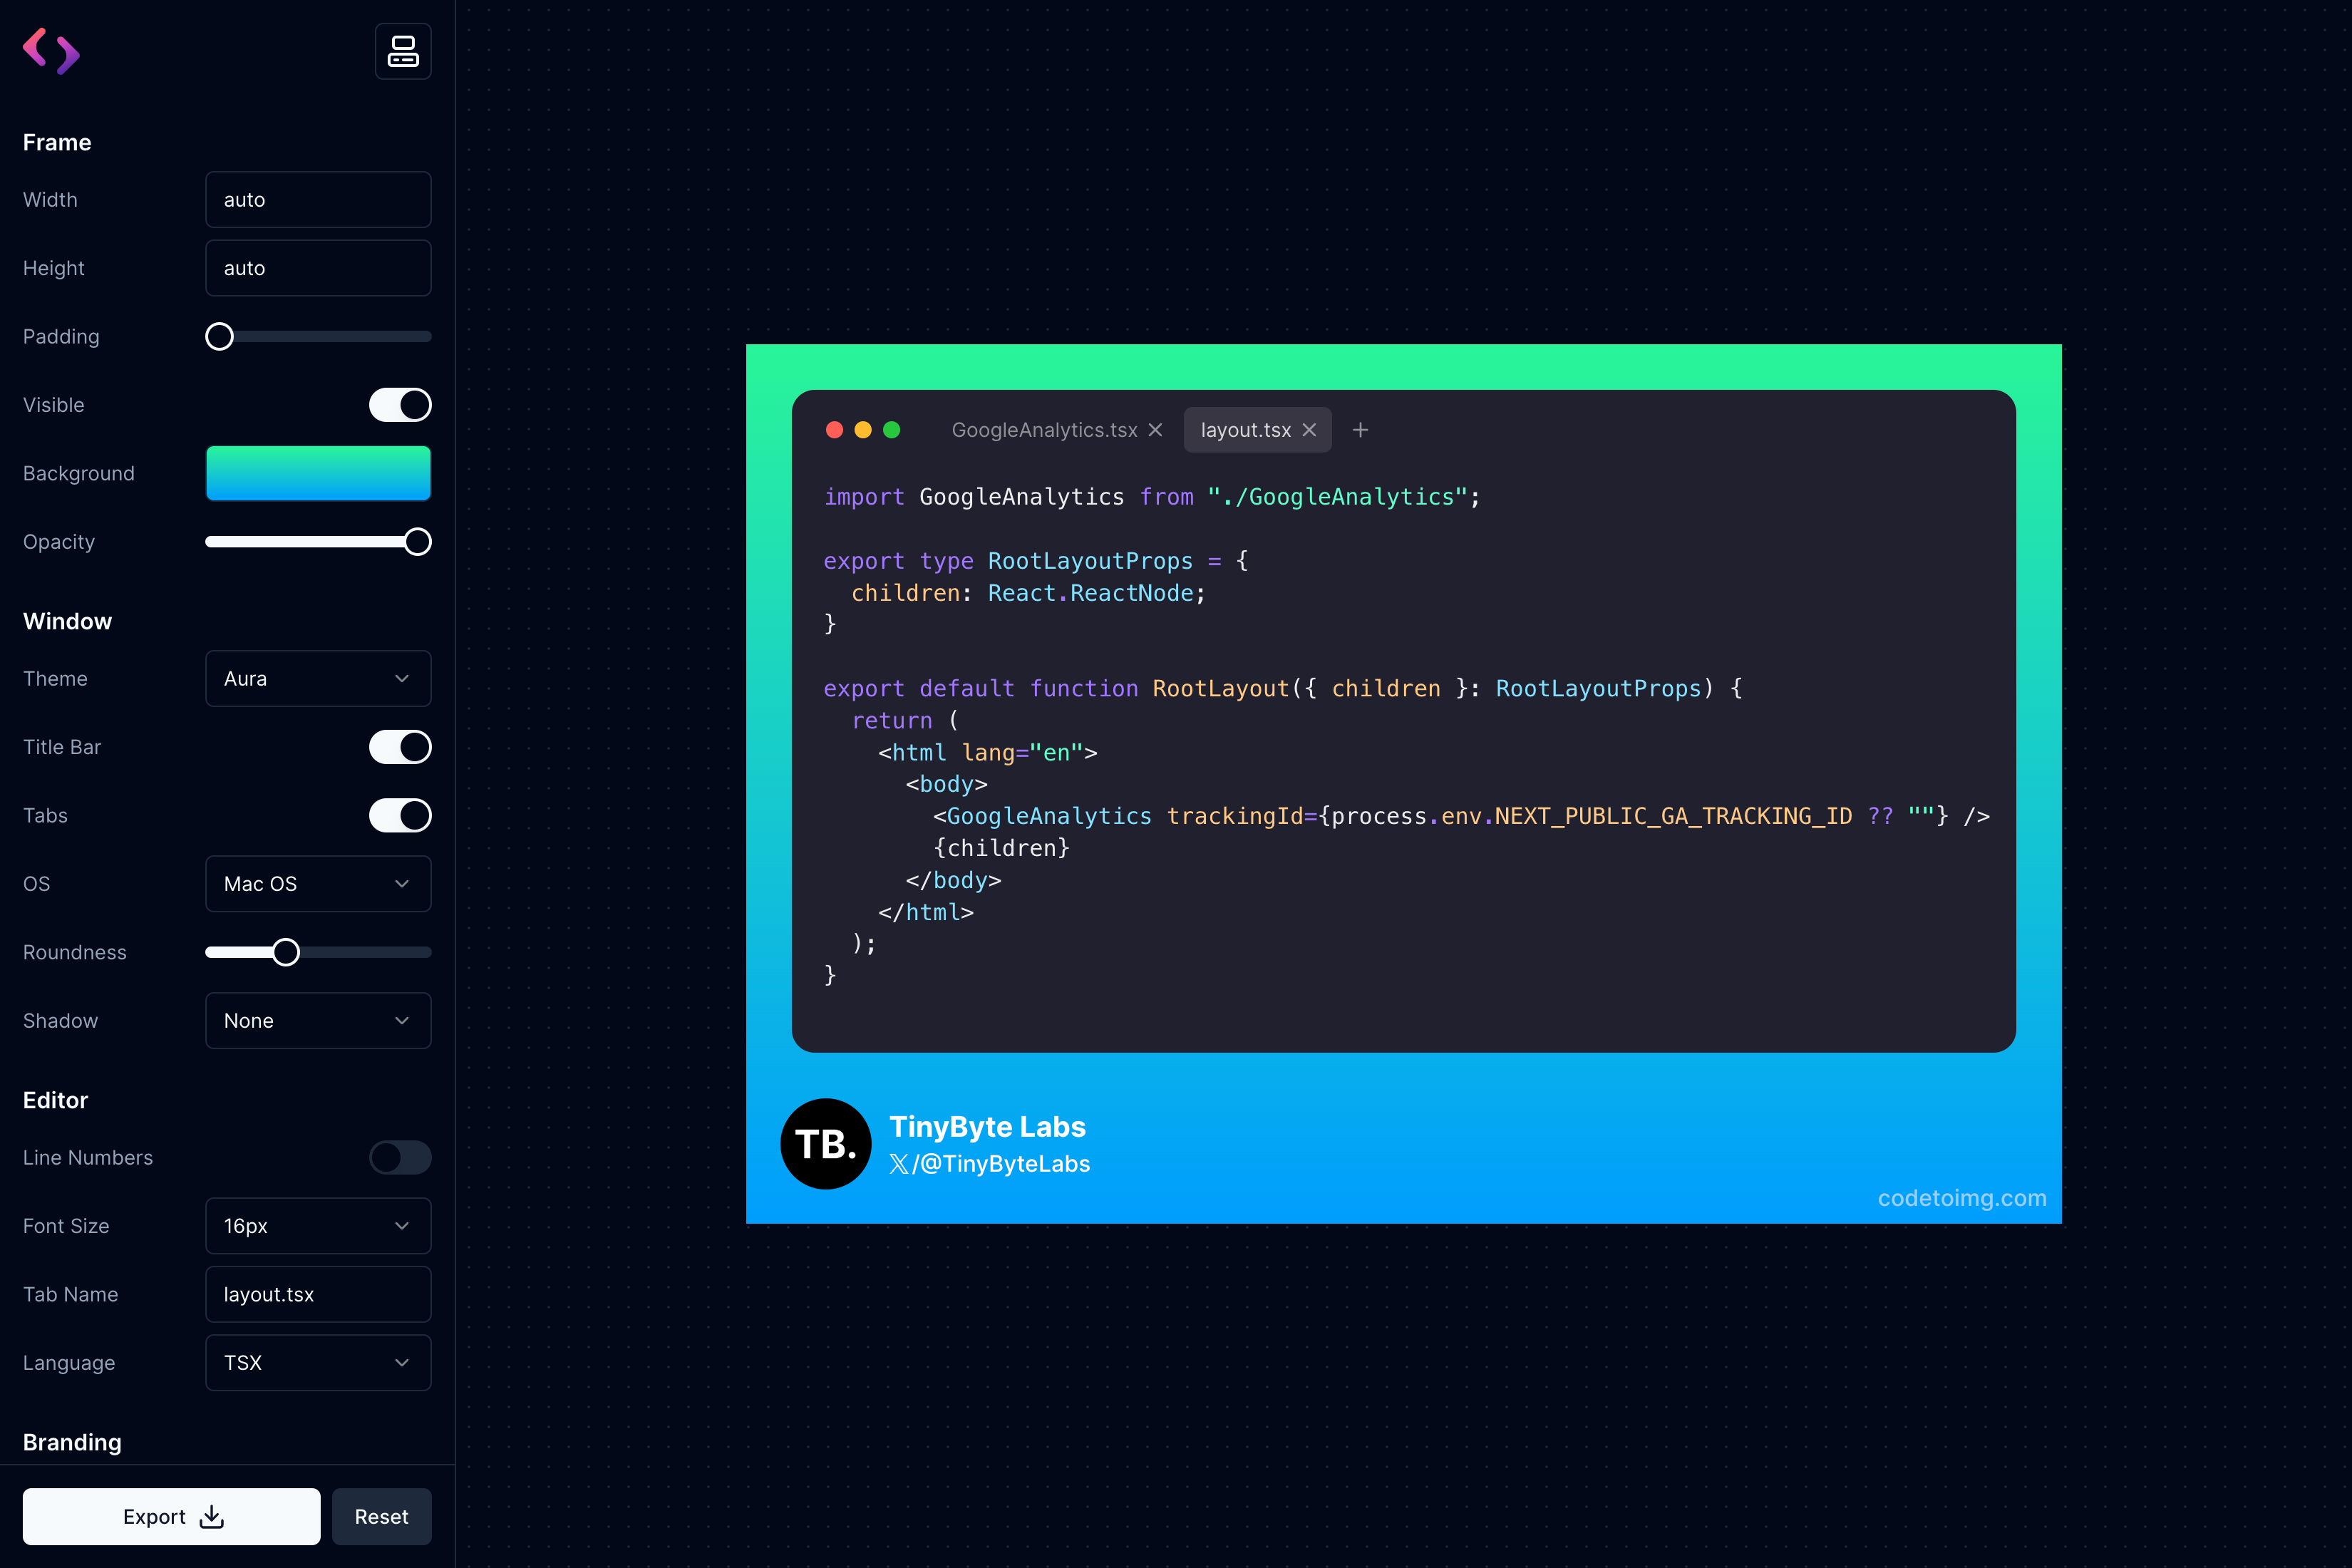 Frame
Width auto
Height auto
Padding
Visible
Background
Opacity
Window
Theme Aura
Title Bar
Tabs
OS Mac OS
Roundness
Shadow None
Editor
Line Numbers
Font Size 16px
Tab Name layout.tsx
Language TSX
Branding
Export Reset
GoogleAnalytics.tsx layout.tsx
import GoogleAnalytics from "./GoogleAnalytics";
export type RootLayoutProps = {
  children: React.ReactNode;
}
export default function RootLayout({ children }: RootLayoutProps) {
  return (
    <html lang="en">
      <body>
        <GoogleAnalytics trackingId={process.env.NEXT_PUBLIC_GA_TRACKING_ID ?? ""} />
        {children}
      </body>
    </html>
  );
}
TB.
TinyByte Labs
𝕏/@TinyByteLabs
codetoimg.com